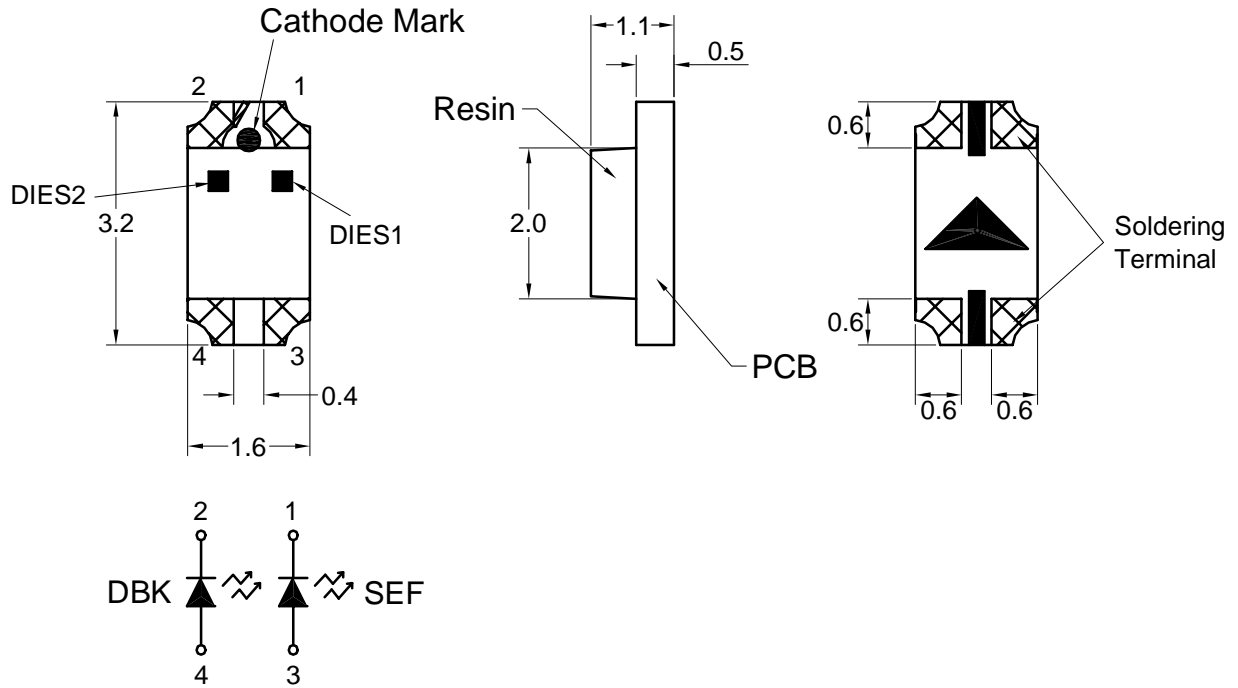 Cathode Mark
2 1
DIES2
3.2
DIES1
4 3
0.4
1.6
1.1
0.5
Resin
2.0
PCB
0.6
Soldering
Terminal
0.6
0.6 0.6
2 1
DBK SEF
4 3